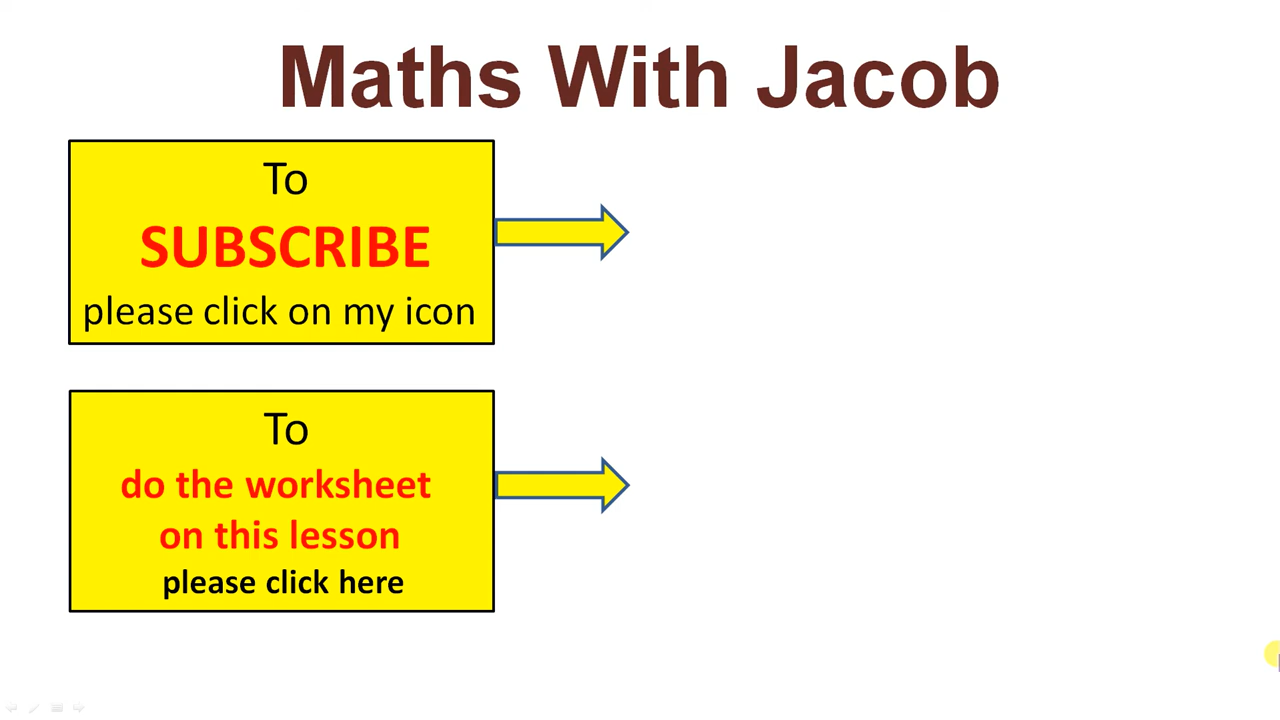 Maths With Jacob
To
SUBSCRIBE
please click on my icon
To
do the worksheet
on this lesson
please click here